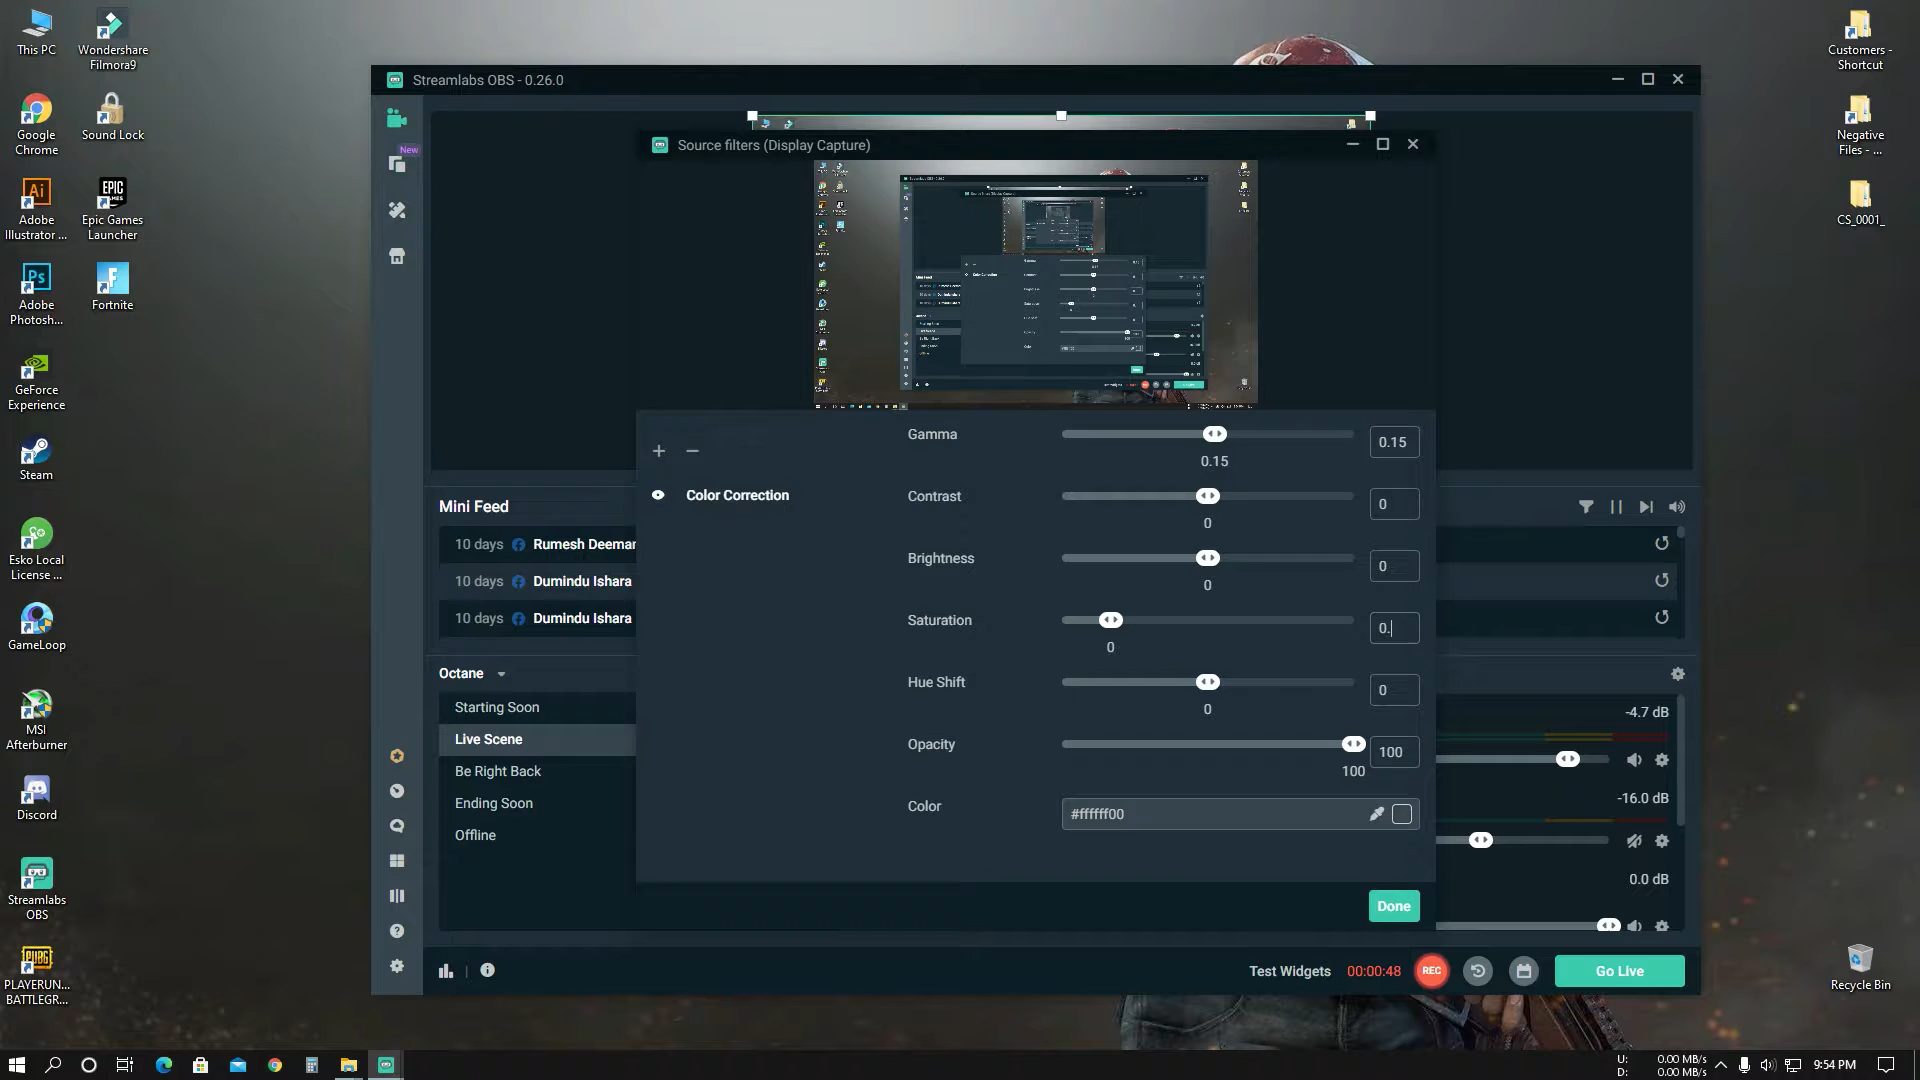 This PC
Wondershare
Filmora9
Google
Chrome
Sound Lock
Adobe
Illustrator ...
Epic Games
Launcher
Adobe
Photosh...
Fortnite
GeForce
Experience
Steam
Esko Local
License ...
GameLoop
MSI
Afterburner
Discord
Streamlabs
OBS
PLAYERUN...
BATTLEGR...
Customers -
Shortcut
Negative
Files - ...
CS_0001_
Recycle Bin
Streamlabs OBS - 0.26.0
New
Source filters (Display Capture)
Color Correction
Gamma
0.15
0.15
Contrast
0
0
Brightness
0
0
Saturation
0.
0
Hue Shift
0
0
Opacity
100
100
Color
#ffffff00
Done
Mini Feed
10 days Rumesh Deeman
10 days Dumindu Ishara
10 days Dumindu Ishara
Octane
Starting Soon
Live Scene
Be Right Back
Ending Soon
Offline
-4.7 dB
-16.0 dB
0.0 dB
Test Widgets 00:00:48 REC
Go Live
U: 0.00 MB/s
D: 0.00 MB/s
9:54 PM